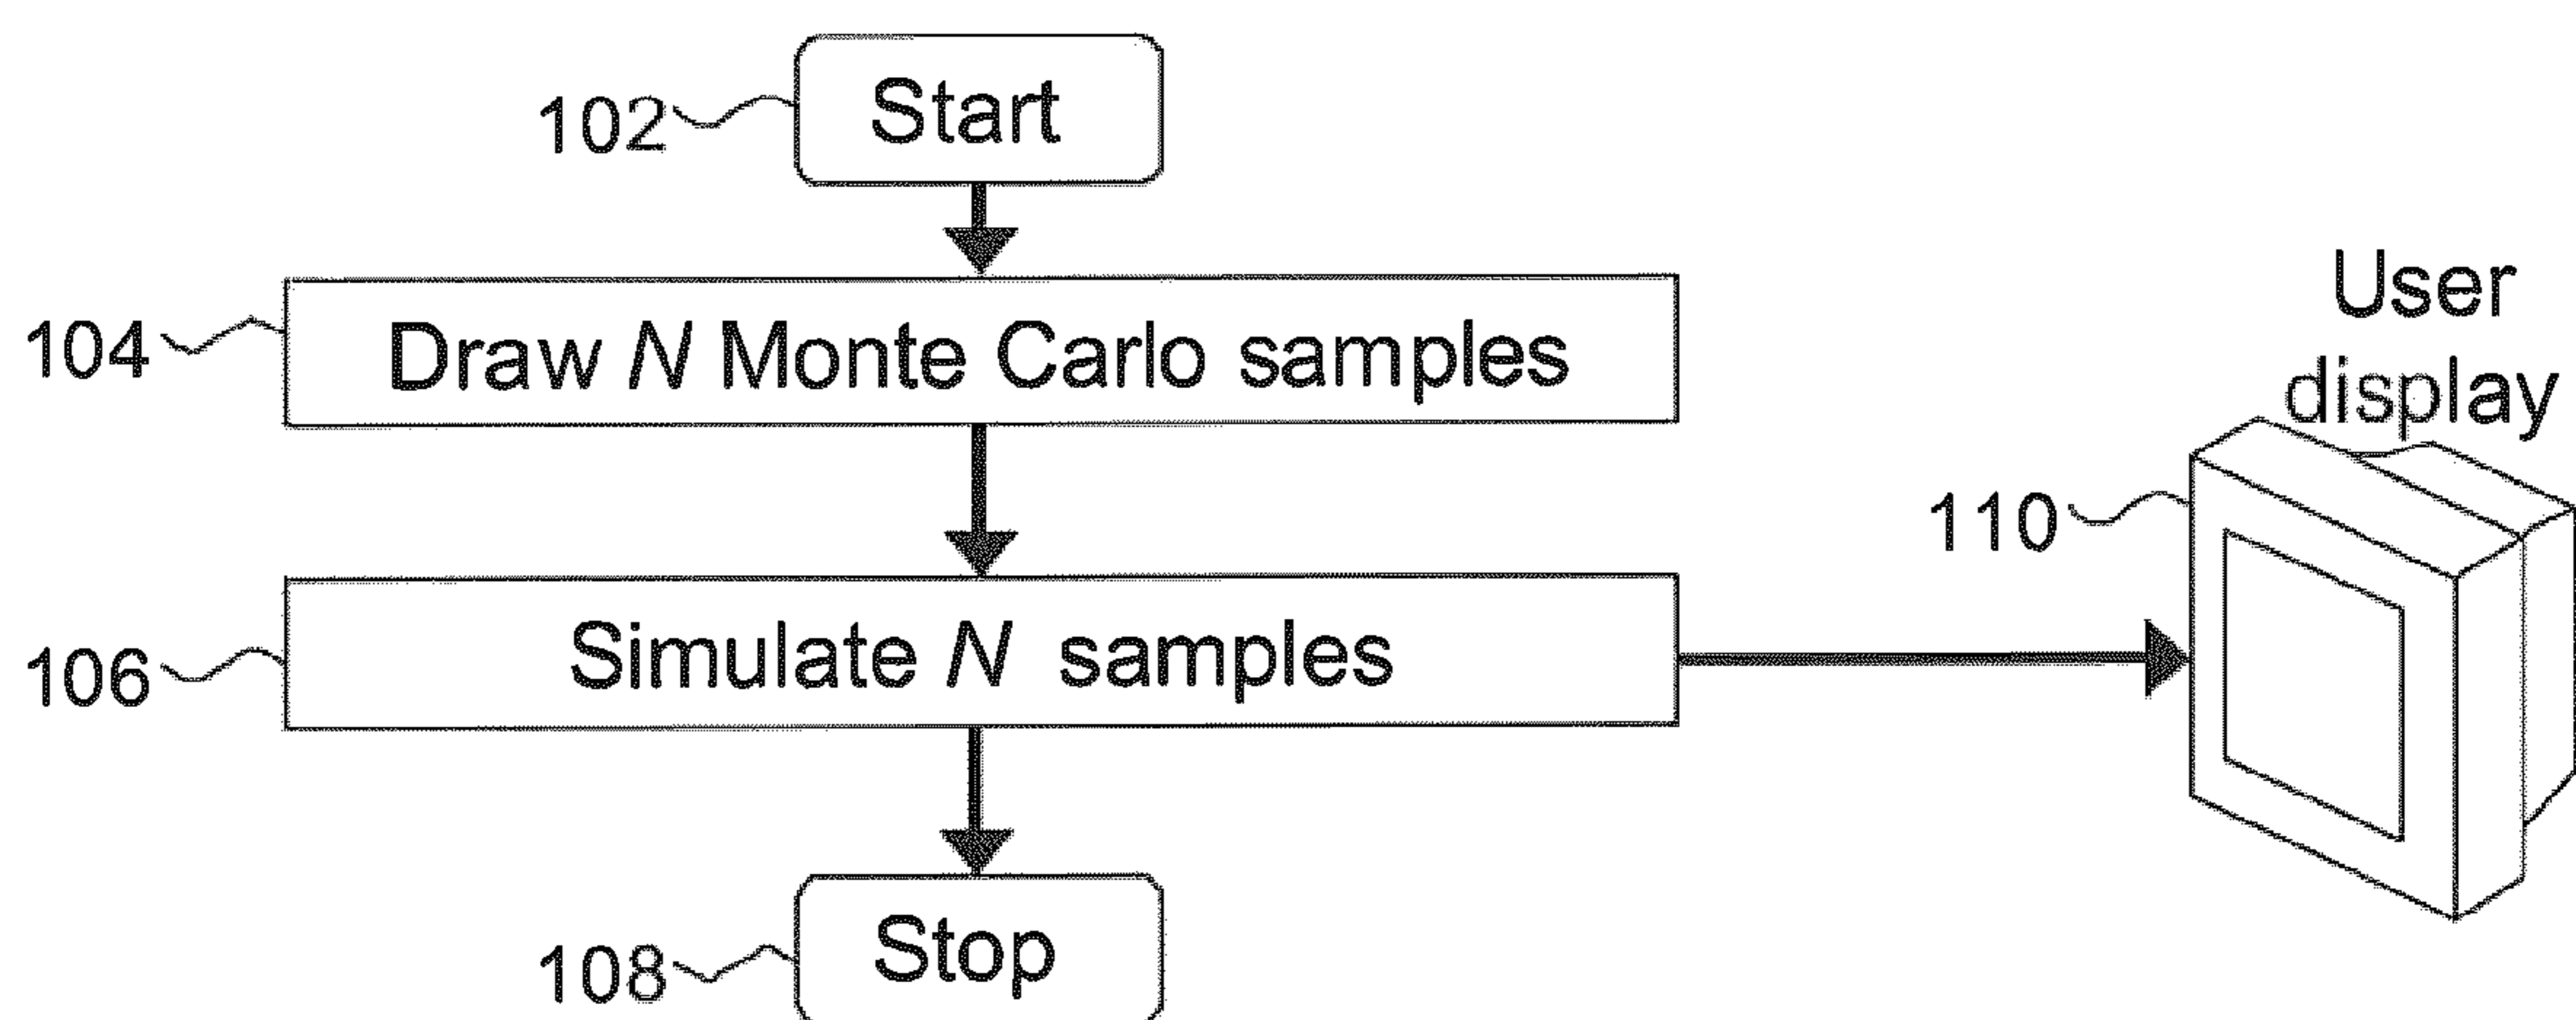 102
Start
104
Draw N Monte Carlo samples
User
display
110
106
Simulate N samples
108
Stop